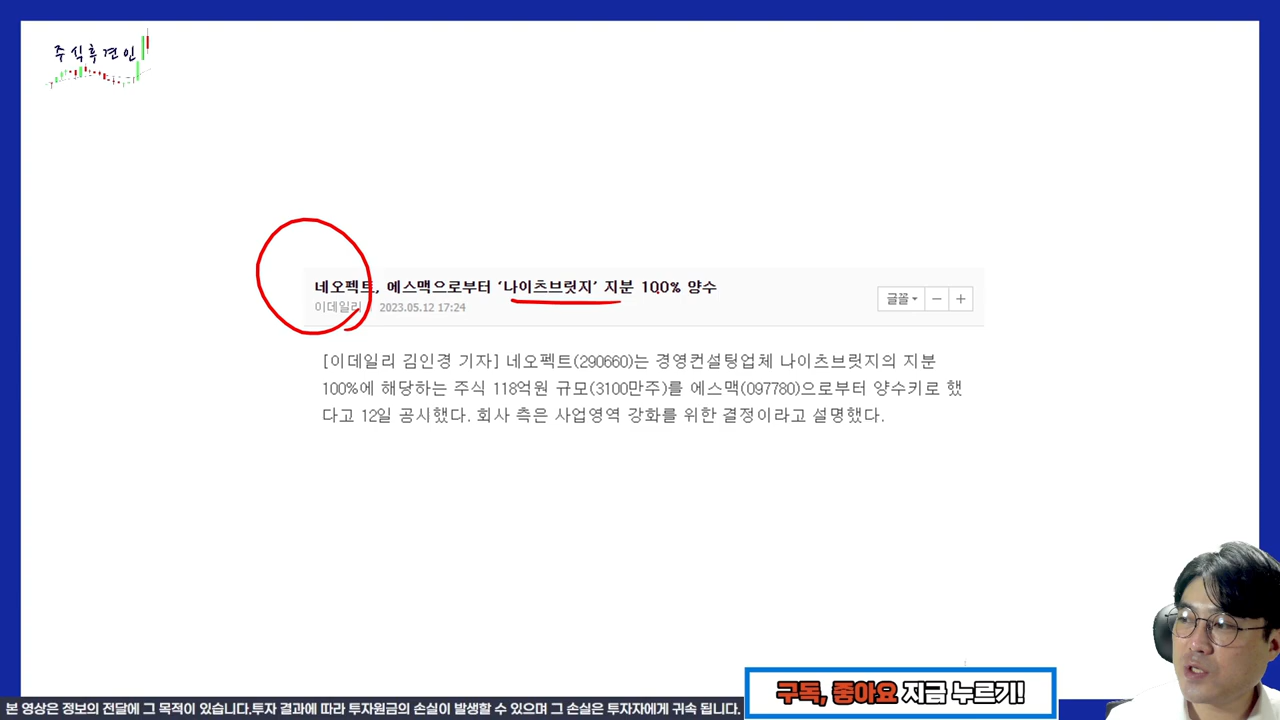 주식후견인
네오펙트, 에스맥으로부터 ‘나이츠브릿지’ 지분 100% 양수
이데일리 2023.05.12 17:24
글꼴 − +
[이데일리 김인경 기자] 네오펙트(290660)는 경영컨설팅업체 나이츠브릿지의 지분
100%에 해당하는 주식 118억원 규모(3100만주)를 에스맥(097780)으로부터 양수키로 했
다고 12일 공시했다. 회사 측은 사업영역 강화를 위한 결정이라고 설명했다.
구독, 좋아요 지금 누르기!
본 영상은 정보의 전달에 그 목적이 있습니다.투자 결과에 따라 투자원금의 손실이 발생할 수 있으며 그 손실은 투자자에게 귀속 됩니다.